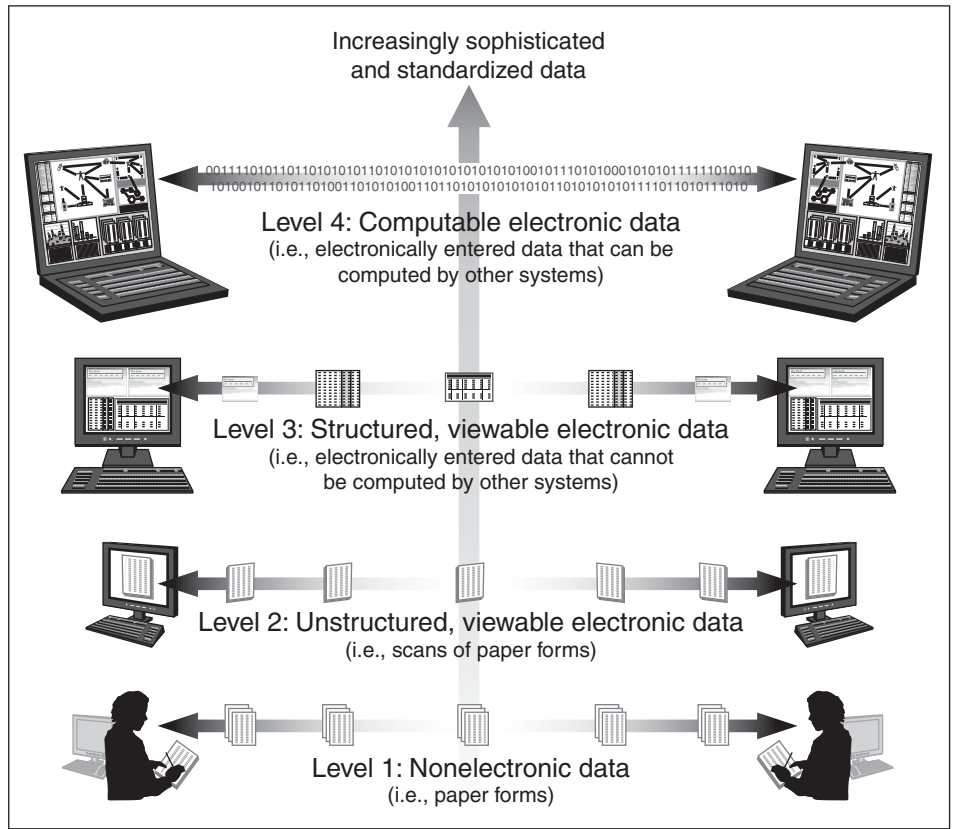 Increasingly sophisticated
and standardized data
Level 4: Computable electronic data
(i.e., electronically entered data that can be
computed by other systems)
Level 3: Structured, viewable electronic data
(i.e., electronically entered data that cannot
be computed by other systems)
Level 2: Unstructured, viewable electronic data
(i.e., scans of paper forms)
Level 1: Nonelectronic data
(i.e., paper forms)